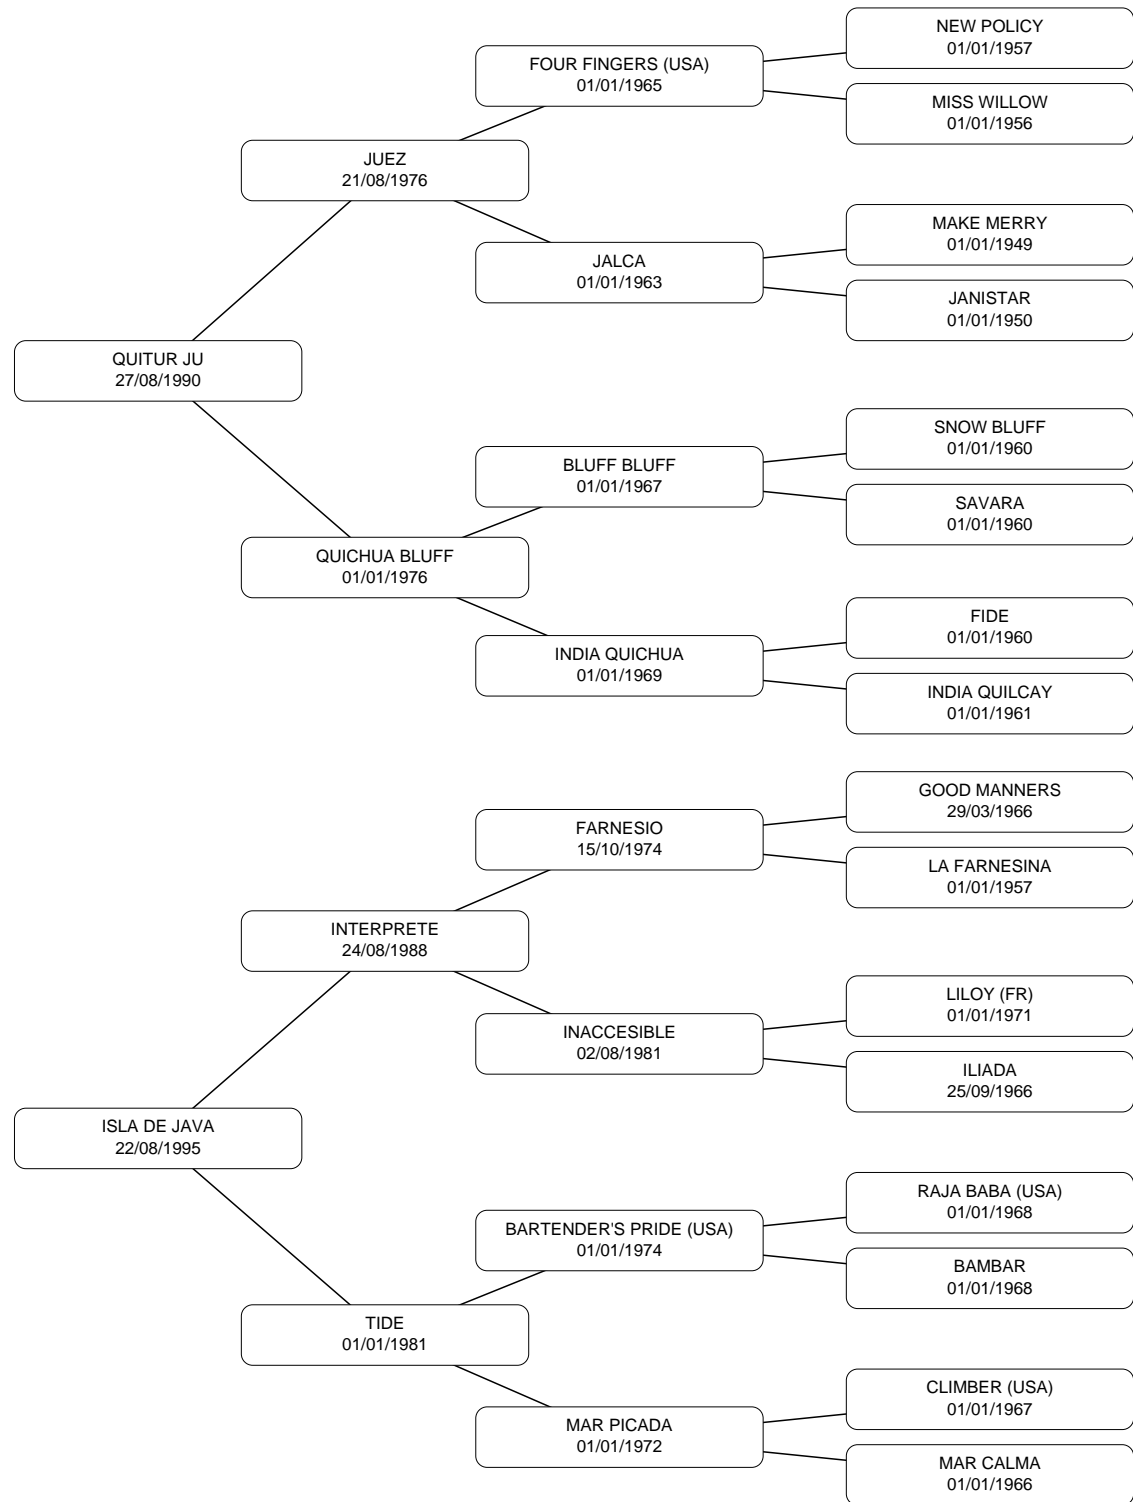 NEW POLICY
01/01/1957
FOUR FINGERS (USA)
01/01/1965
MISS WILLOW
01/01/1956
JUEZ
21/08/1976
MAKE MERRY
01/01/1949
JALCA
01/01/1963
JANISTAR
01/01/1950
QUITUR JU
27/08/1990
SNOW BLUFF
01/01/1960
BLUFF BLUFF
01/01/1967
SAVARA
01/01/1960
QUICHUA BLUFF
01/01/1976
FIDE
01/01/1960
INDIA QUICHUA
01/01/1969
INDIA QUILCAY
01/01/1961
GOOD MANNERS
29/03/1966
FARNESIO
15/10/1974
LA FARNESINA
01/01/1957
INTERPRETE
24/08/1988
LILOY (FR)
01/01/1971
INACCESIBLE
02/08/1981
ILIADA
25/09/1966
ISLA DE JAVA
22/08/1995
RAJA BABA (USA)
01/01/1968
BARTENDER'S PRIDE (USA)
01/01/1974
BAMBAR
01/01/1968
TIDE
01/01/1981
CLIMBER (USA)
01/01/1967
MAR PICADA
01/01/1972
MAR CALMA
01/01/1966